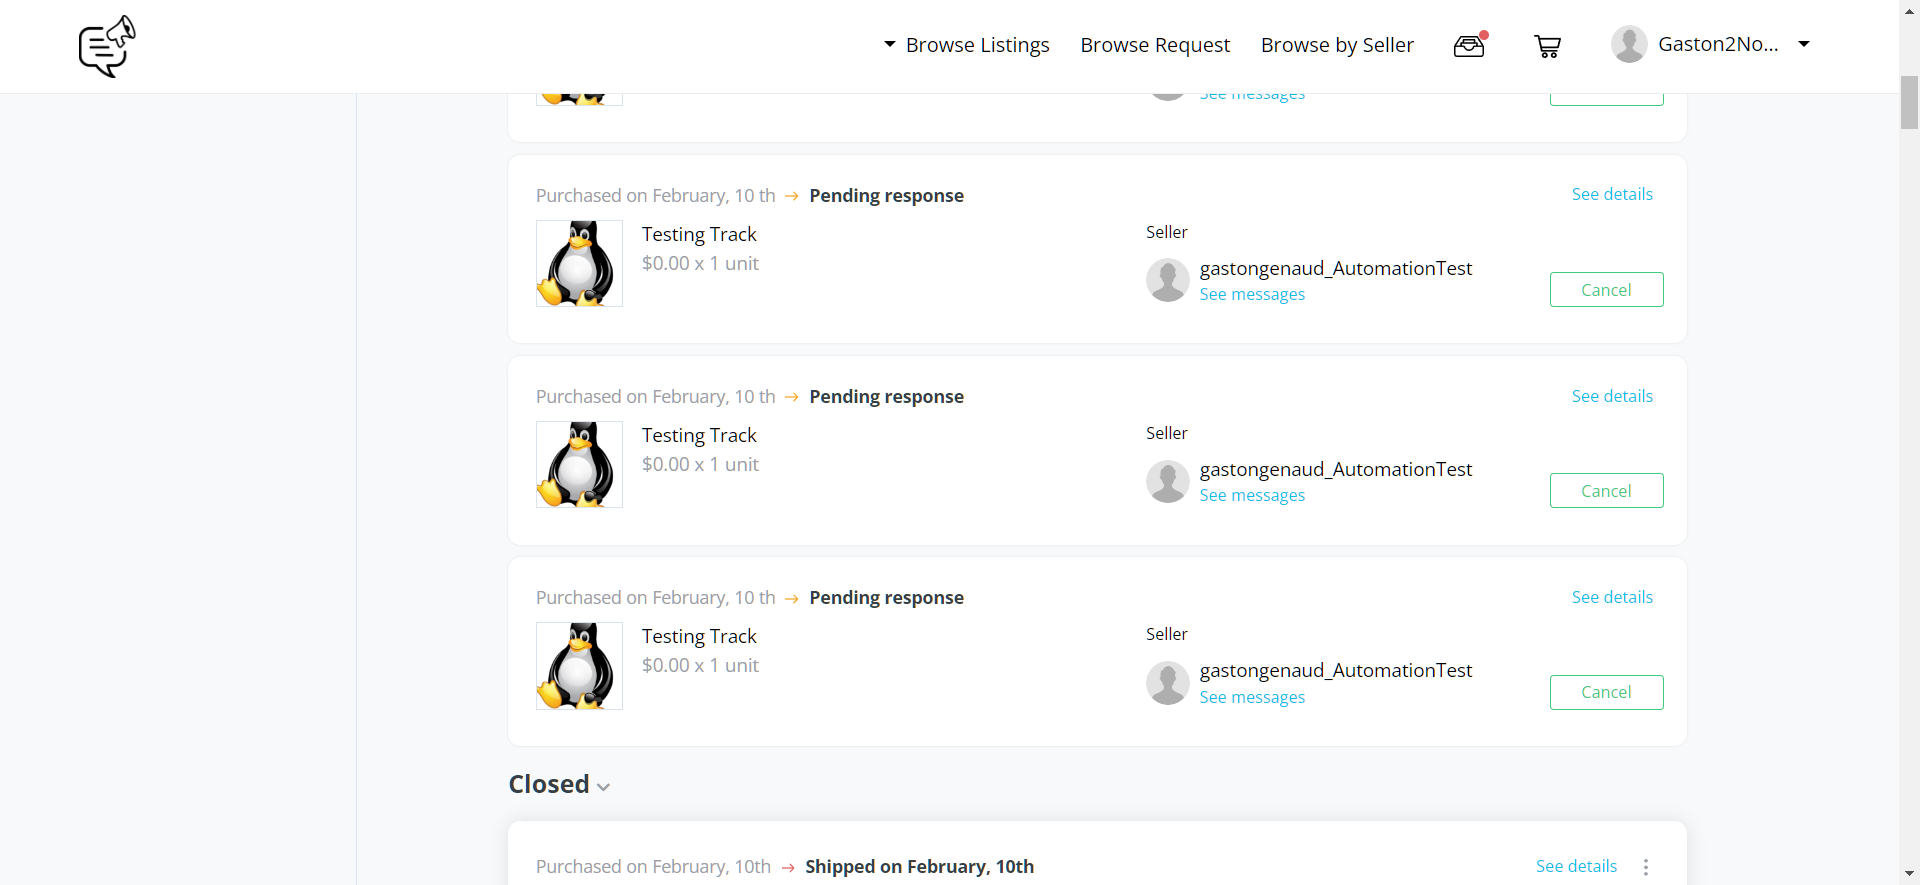 Browse Listings Browse Request Browse by Seller Gaston2No...
See messages
Purchased on February, 10 th → Pending response See details
Testing Track Seller
$0.00 x 1 unit
gastongenaud_AutomationTest
See messages Cancel
Purchased on February, 10 th → Pending response See details
Testing Track Seller
$0.00 x 1 unit
gastongenaud_AutomationTest
See messages Cancel
Purchased on February, 10 th → Pending response See details
Testing Track Seller
$0.00 x 1 unit
gastongenaud_AutomationTest
See messages Cancel
Closed
Purchased on February, 10th → Shipped on February, 10th See details